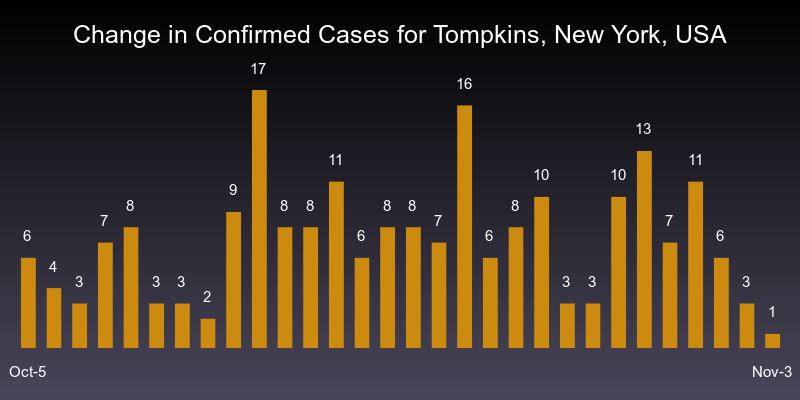 Change in Confirmed Cases for Tompkins, New York, USA
6 4 3 7 8 3 3 2 9 17 8 8 11 6 8 8 7 16 6 8 10 3 3 10 13 7 11 6 3 1
Oct-5 Nov-3